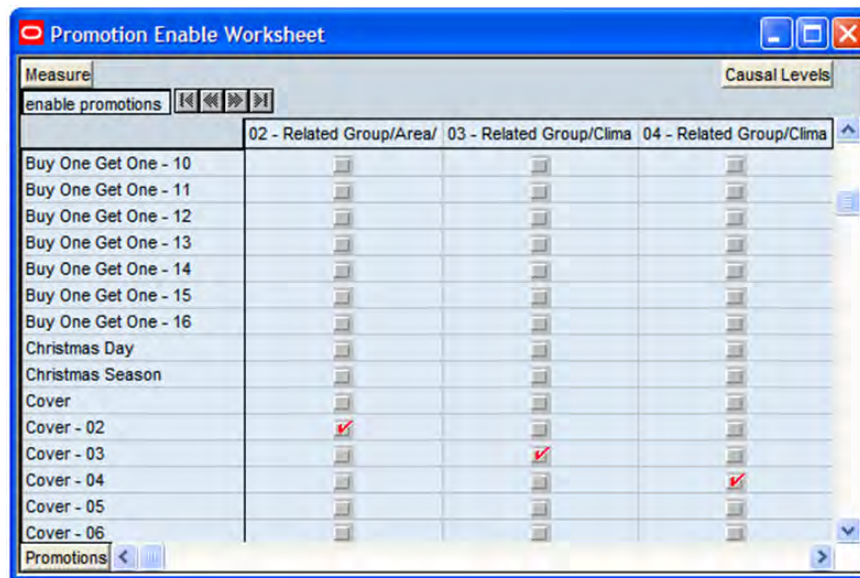 Promotion Enable Worksheet
Measure
Causal Levels
enable promotions
02 - Related Group/Area/ 03 - Related Group/Clima 04 - Related Group/Clima
Buy One Get One - 10
Buy One Get One - 11
Buy One Get One - 12
Buy One Get One - 13
Buy One Get One - 14
Buy One Get One - 15
Buy One Get One - 16
Christmas Day
Christmas Season
Cover
Cover - 02
Cover - 03
Cover - 04
Cover - 05
Cover - 06
Promotions